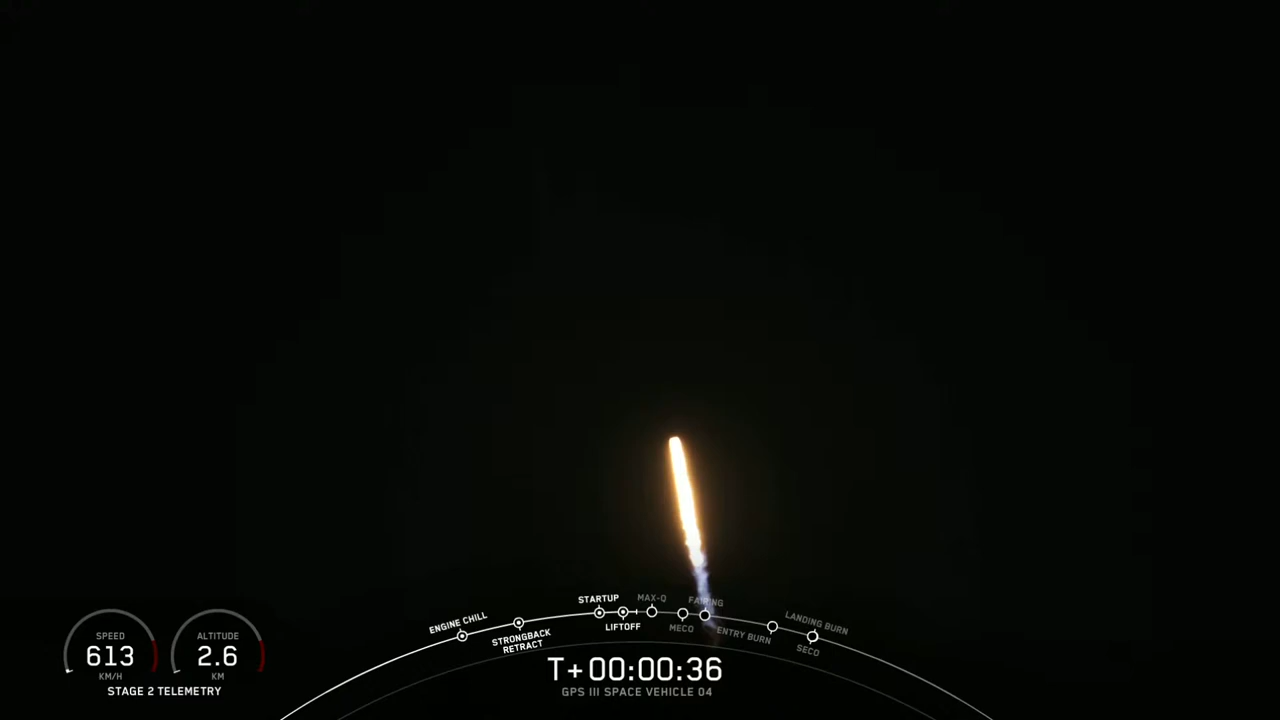 ENGINE CHILL
STRONGBACK
RETRACT
STARTUP
LIFTOFF
MAX-Q
MECO
FAIRING
ENTRY BURN
LANDING BURN
SECO
SPEED
613
KM/H
ALTITUDE
2.6
KM
STAGE 2 TELEMETRY
T+00:00:36
GPS III SPACE VEHICLE 04